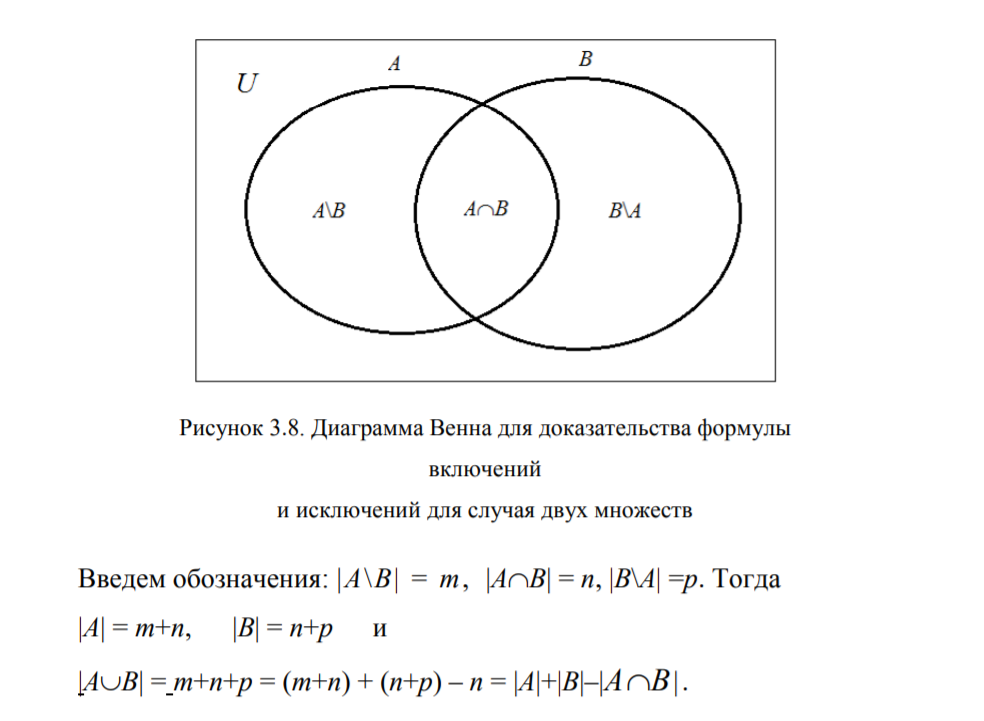 A
B
U
A\B
A∩B
B\A
Рисунок 3.8. Диаграмма Венна для доказательства формулы
включений
и исключений для случая двух множеств
Введем обозначения: |A\B| = m, |A∩B| = n, |B\A| =p. Тогда
|A| = m+n, |B| = n+p и
|A∪B| = m+n+p = (m+n) + (n+p) – n = |A|+|B|–|A∩B|.